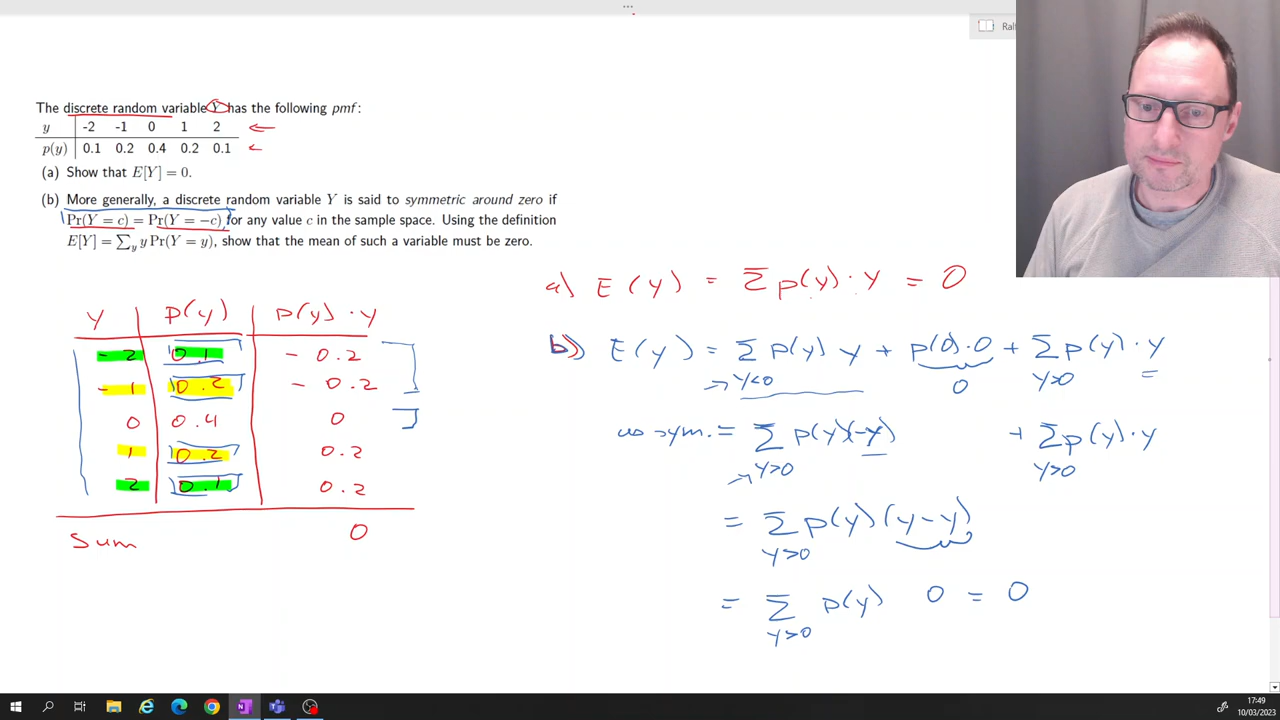 Ral
The discrete random variable Y has the following pmf:
y -2 -1 0 1 2
p(y) 0.1 0.2 0.4 0.2 0.1
(a) Show that E[Y] = 0.
(b) More generally, a discrete random variable Y is said to symmetric around zero if
Pr(Y = c) = Pr(Y = −c) for any value c in the sample space. Using the definition
E[Y] = ∑_y y Pr(Y = y), show that the mean of such a variable must be zero.
Y P(Y) P(Y) · Y
- 2 0.1 - 0.2
- 1 0.2 - 0.2
0 0.4 0
1 0.2 0.2
2 0.1 0.2
Sum 0
a) E(Y) = Σ p(y) · y = 0
b) E(Y) = Σ p(y) y + p(0) · 0 + Σ p(y) · y
y<0 0 y>0
sym. = Σ p(y)(-y) + Σ p(y) · y
y>0 y>0
= Σ p(y) (y - y)
y>0
= Σ p(y) 0 = 0
y>0
17:49
10/03/2023